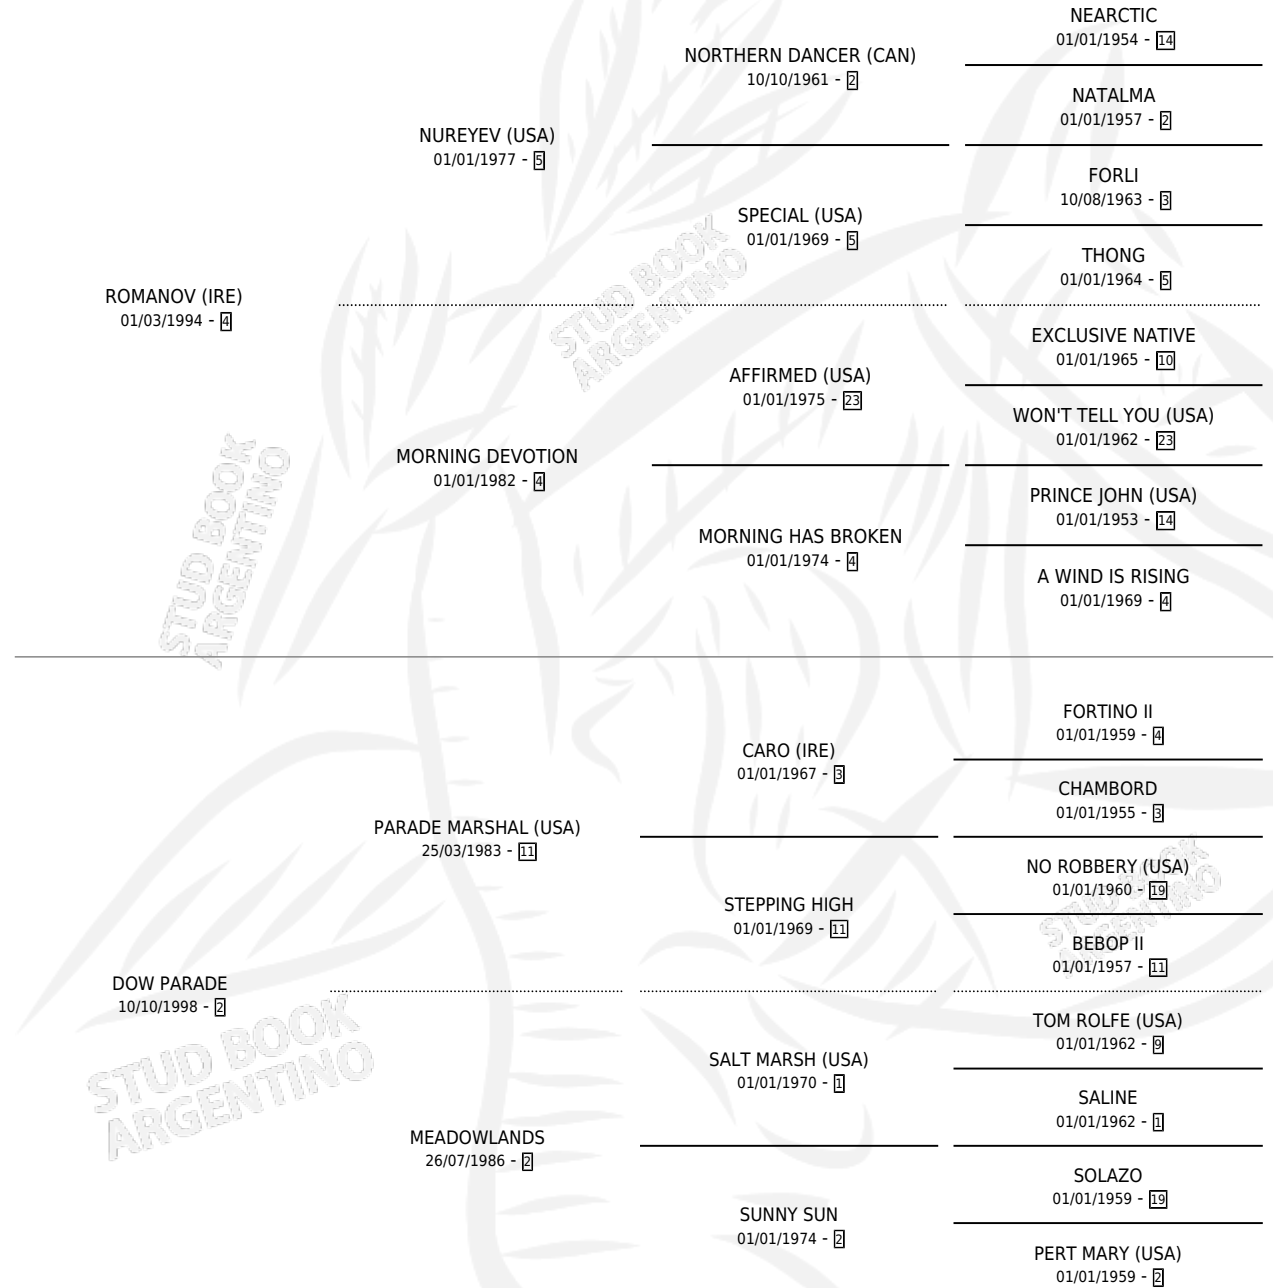 NEARCTIC
01/01/1954 - 14
NORTHERN DANCER (CAN)
10/10/1961 - 2
NATALMA
01/01/1957 - 2
NUREYEV (USA)
01/01/1977 - 5
FORLI
10/08/1963 - 3
SPECIAL (USA)
01/01/1969 - 5
THONG
01/01/1964 - 5
ROMANOV (IRE)
01/03/1994 - 4
EXCLUSIVE NATIVE
01/01/1965 - 10
AFFIRMED (USA)
01/01/1975 - 23
WON'T TELL YOU (USA)
01/01/1962 - 23
MORNING DEVOTION
01/01/1982 - 4
PRINCE JOHN (USA)
01/01/1953 - 14
MORNING HAS BROKEN
01/01/1974 - 4
A WIND IS RISING
01/01/1969 - 4
STUD BOOK
ARGENTINO
STUD BOOK
ARGENTINO
FORTINO II
01/01/1959 - 4
CARO (IRE)
01/01/1967 - 3
CHAMBORD
01/01/1955 - 3
PARADE MARSHAL (USA)
25/03/1983 - 11
NO ROBBERY (USA)
01/01/1960 - 19
STEPPING HIGH
01/01/1969 - 11
BEBOP II
01/01/1957 - 11
STUD BOOK
ARGENTINO
DOW PARADE
10/10/1998 - 2
TOM ROLFE (USA)
01/01/1962 - 9
SALT MARSH (USA)
01/01/1970 - 1
SALINE
01/01/1962 - 1
STUD BOOK
ARGENTINO
MEADOWLANDS
26/07/1986 - 2
SOLAZO
01/01/1959 - 19
SUNNY SUN
01/01/1974 - 2
PERT MARY (USA)
01/01/1959 - 2